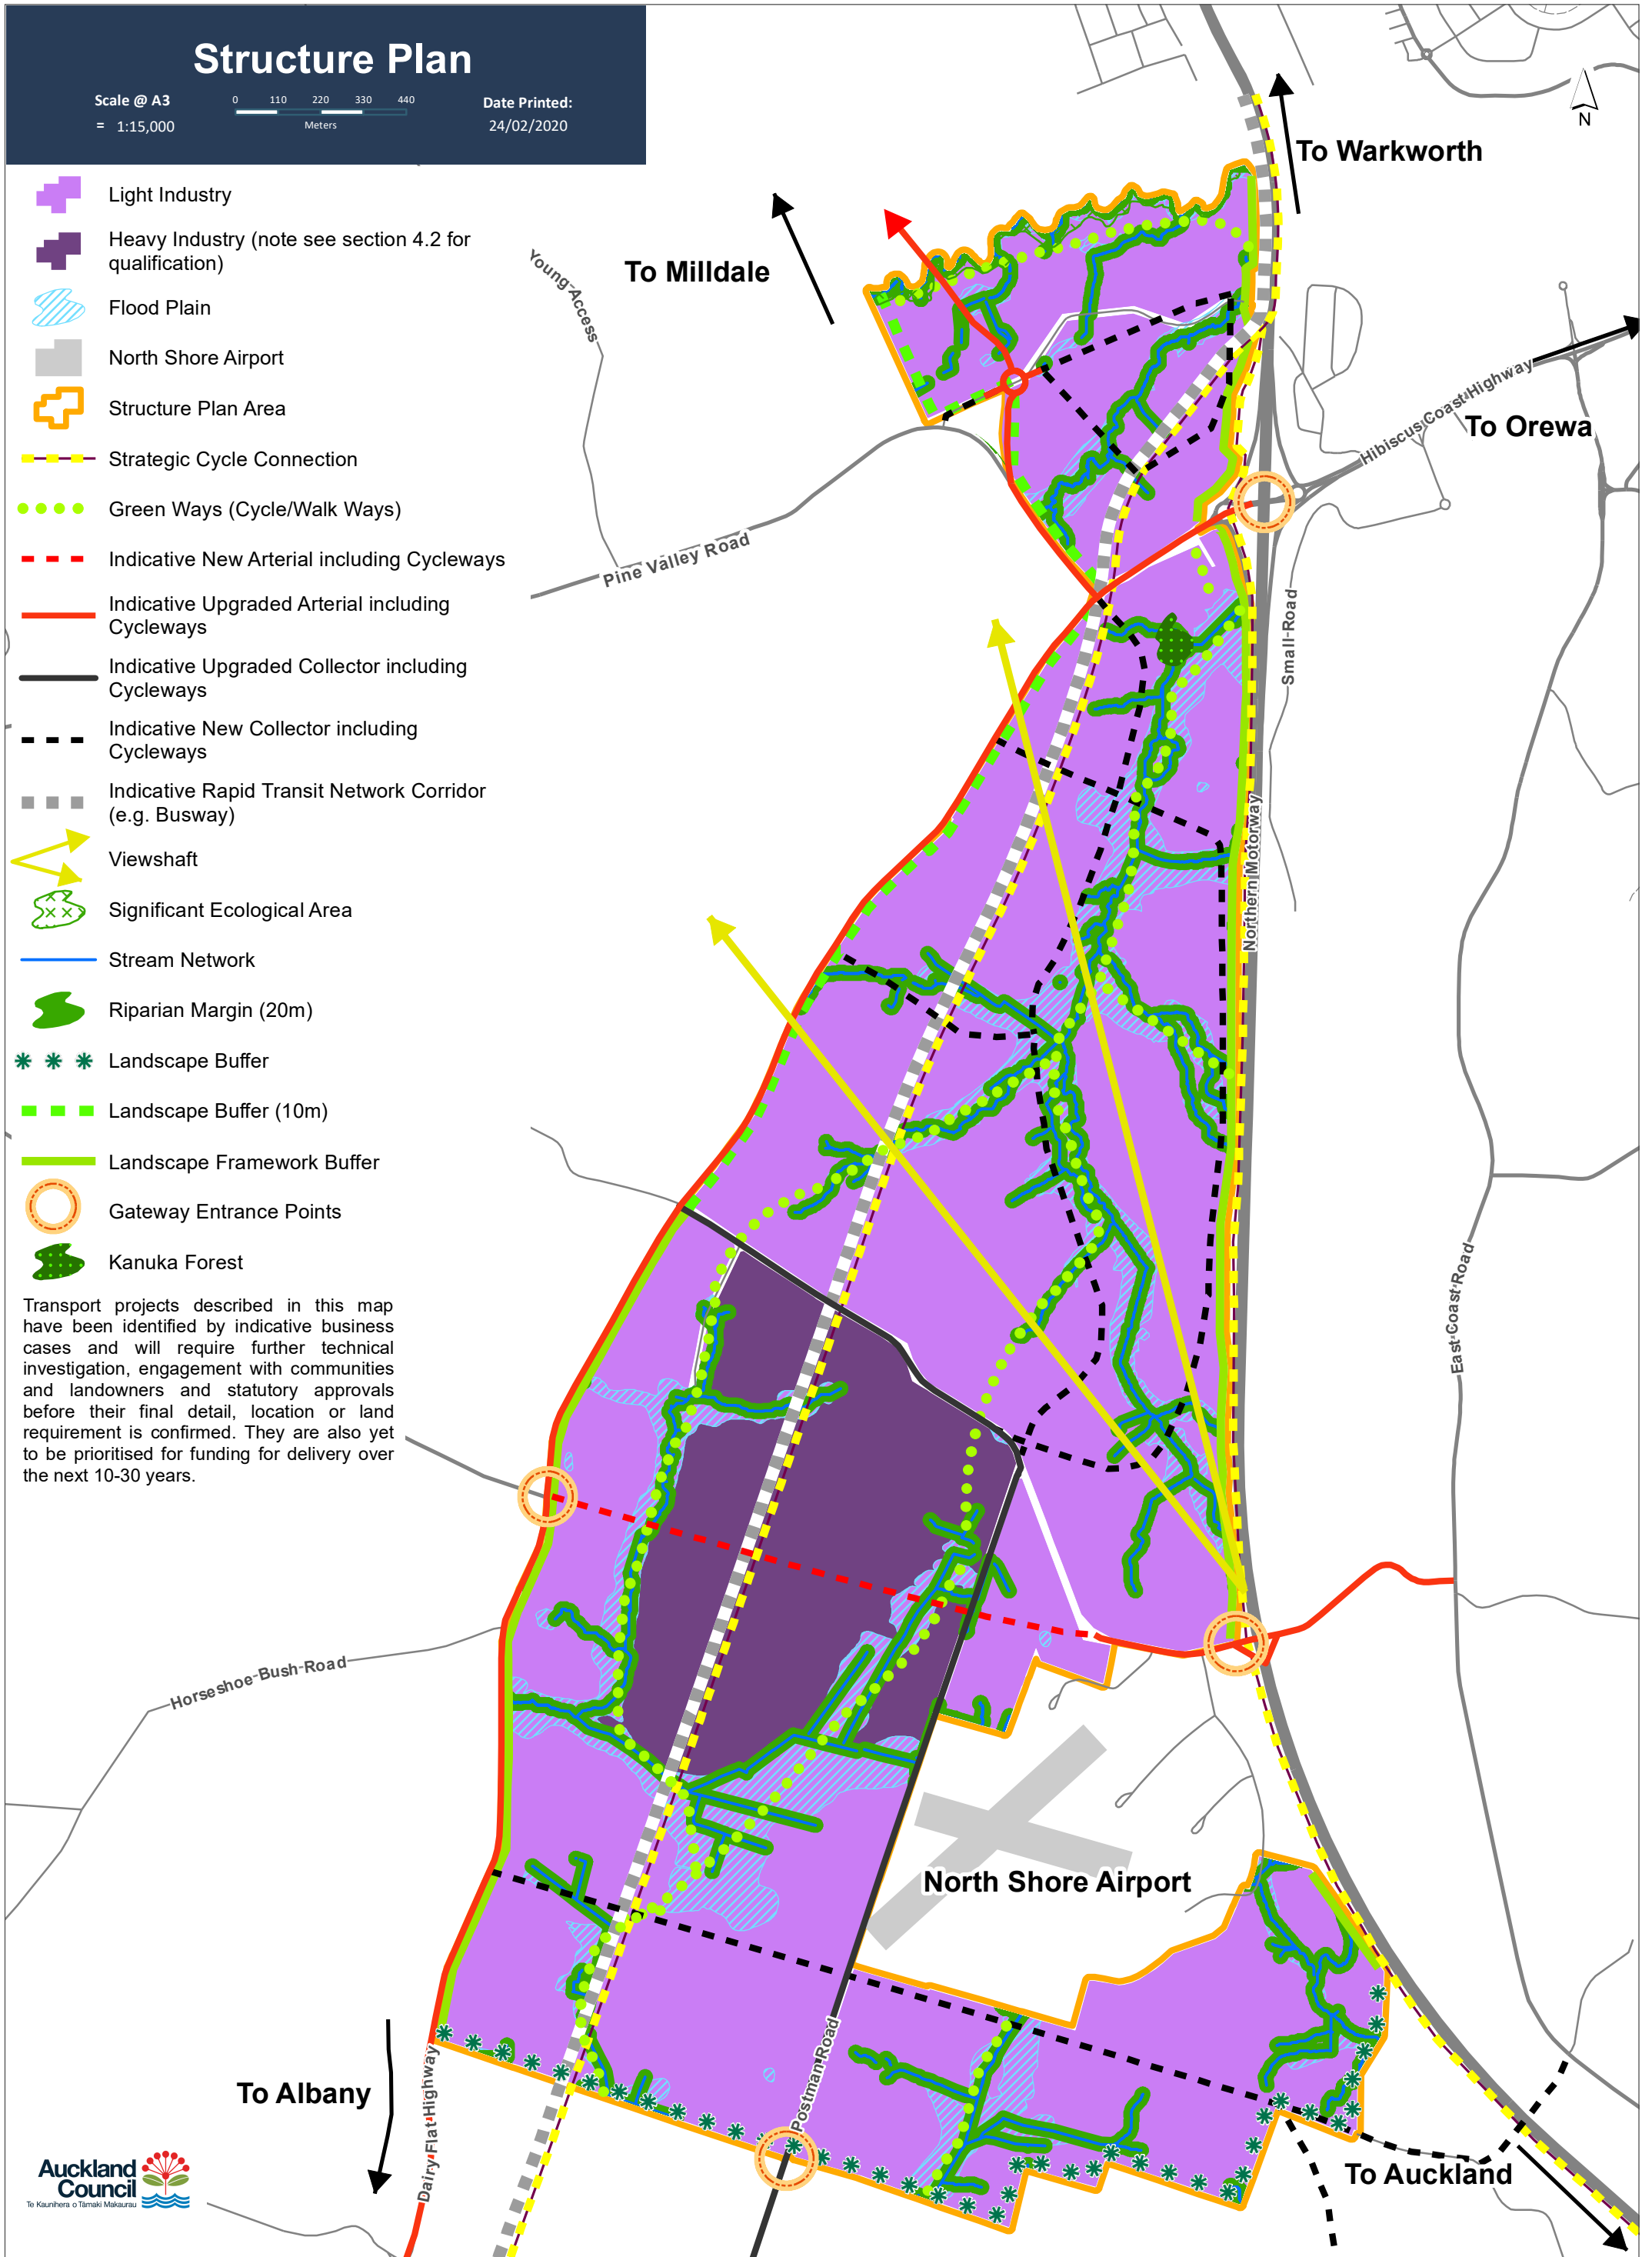 Structure Plan
Scale @ A3
= 1:15,000
0 110 220 330 440
Meters
Date Printed:
24/02/2020
Light Industry
Heavy Industry (note see section 4.2 for
qualification)
Flood Plain
North Shore Airport
Structure Plan Area
Strategic Cycle Connection
Green Ways (Cycle/Walk Ways)
Indicative New Arterial including Cycleways
Indicative Upgraded Arterial including
Cycleways
Indicative Upgraded Collector including
Cycleways
Indicative New Collector including
Cycleways
Indicative Rapid Transit Network Corridor
(e.g. Busway)
Viewshaft
Significant Ecological Area
Stream Network
Riparian Margin (20m)
Landscape Buffer
Landscape Buffer (10m)
Landscape Framework Buffer
Gateway Entrance Points
Kanuka Forest
Transport projects described in this map
have been identified by indicative business
cases and will require further technical
investigation, engagement with communities
and landowners and statutory approvals
before their final detail, location or land
requirement is confirmed. They are also yet
to be prioritised for funding for delivery over
the next 10-30 years.
N
To Warkworth
To Milldale
Young Access
Hibiscus Coast Highway
To Orewa
Pine Valley Road
Small Road
Northern Motorway
East Coast Road
Horseshoe Bush Road
North Shore Airport
Postman Road
Dairy Flat Highway
To Albany
To Auckland
Auckland
Council
Te Kaunihera o Tāmaki Makaurau